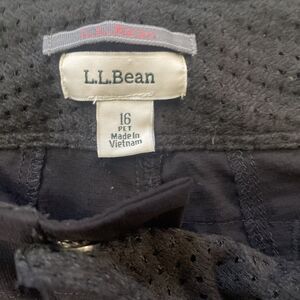 L.L.Bean
16
PET
Made in
Vietnam